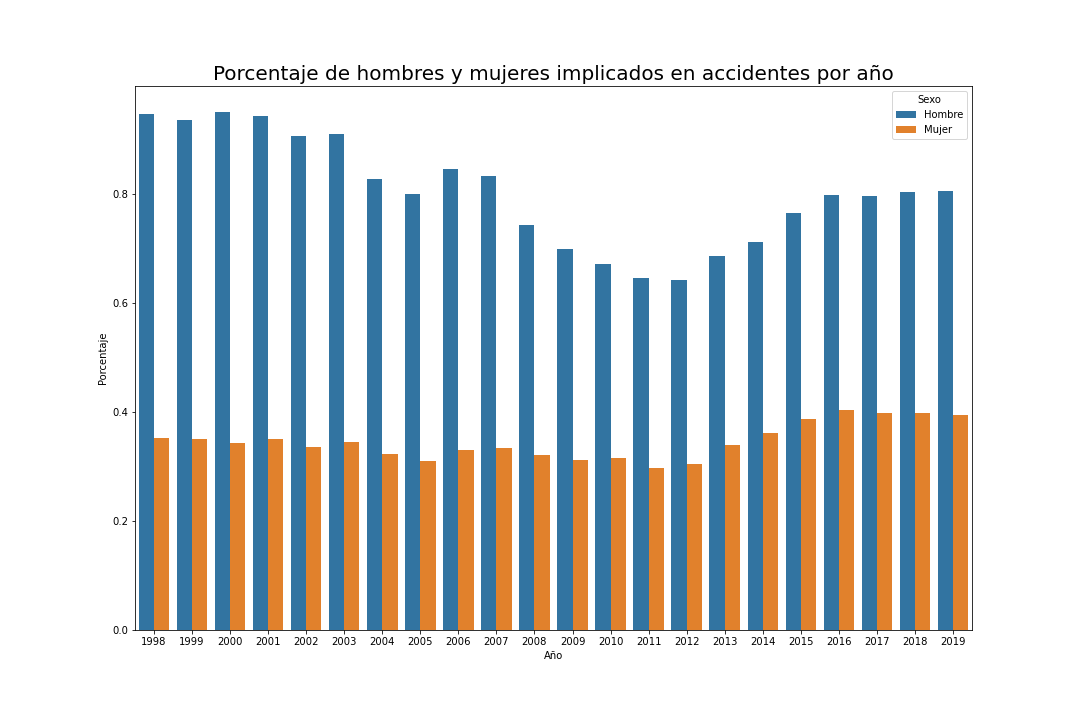 Porcentaje de hombres y mujeres implicados en accidentes por año
Sexo
Hombre
Mujer
Porcentaje
0.8
0.6
0.4
0.2
0.0
1998 1999 2000 2001 2002 2003 2004 2005 2006 2007 2008 2009 2010 2011 2012 2013 2014 2015 2016 2017 2018 2019
Año